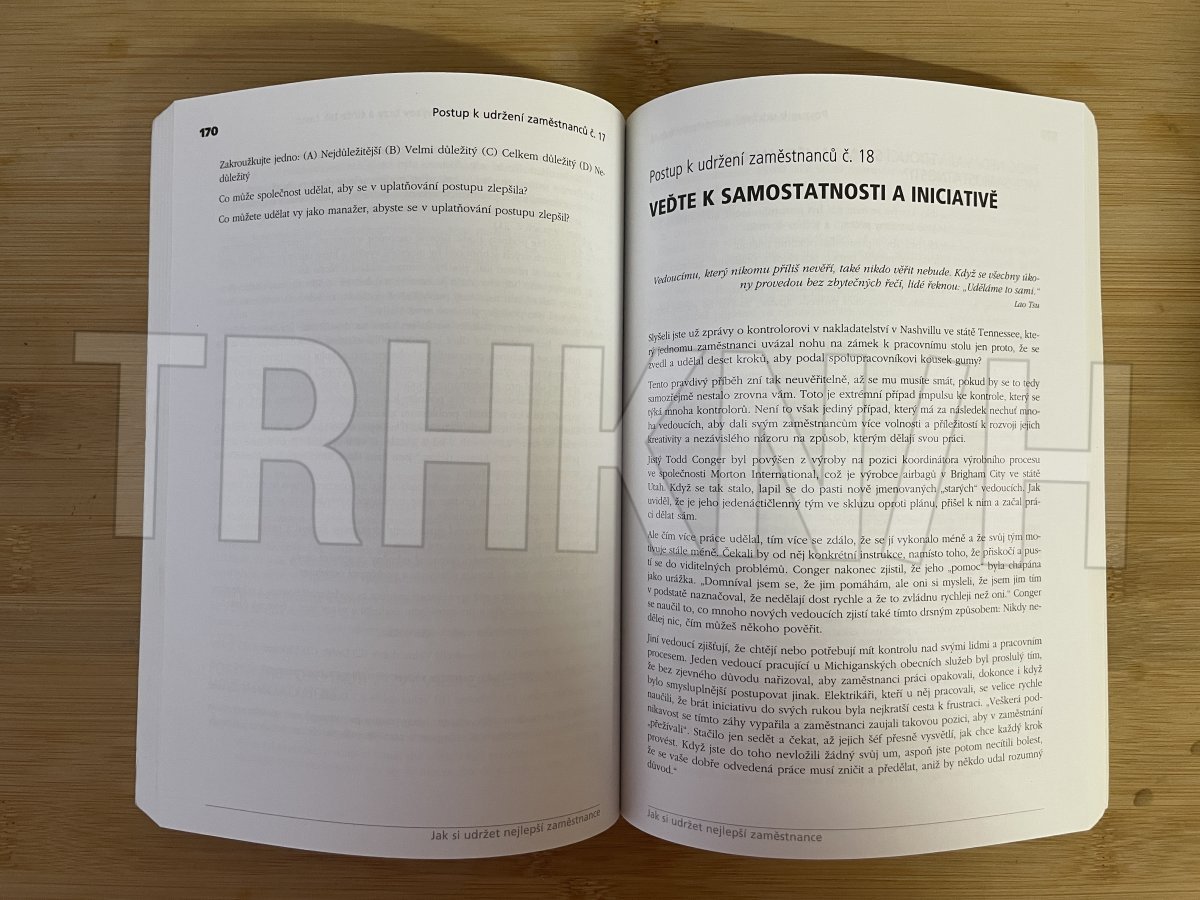 170
Postup k udržení zaměstnanců č. 17
Zakroužkujte jedno: (A) Nejdůležitější (B) Velmi důležitý (C) Celkem důležitý (D) Ne-
důležitý
Co může společnost udělat, aby se v uplatňování postupu zlepšila?
Co můžete udělat vy jako manažer, abyste se v uplatňování postupu zlepšil?
Jak si udržet nejlepší zaměstnance
Postup k udržení zaměstnanců č. 18
VEĎTE K SAMOSTATNOSTI A INICIATIVĚ
Vedoucímu, který nikomu příliš nevěří, také nikdo věřit nebude. Když se všechny úko-
ny provedou bez zbytečných řečí, lidé řeknou: „Uděláme to sami.“
Lao Tsu
Slyšeli jste už zprávy o kontrolorovi v nakladatelství v Nashvillu ve státě Tennessee, kte-
rý jednomu zaměstnanci uvázal nohu na zámek k pracovnímu stolu jen proto, že se
zvedl a udělal deset kroků, aby podal spolupracovníkovi kousek gumy?
Tento pravdivý příběh zní tak neuvěřitelně, až se mu musíte smát, pokud by se to tedy
samozřejmě nestalo zrovna vám. Toto je extrémní případ impulsu ke kontrole, který se
týká mnoha kontrolorů. Není to však jediný případ, který má za následek nechuť mno-
ha vedoucích, aby dali svým zaměstnancům více volnosti a příležitostí k rozvoji jejich
kreativity a nezávislého názoru na způsob, kterým dělají svou práci.
Jistý Todd Conger byl povýšen z výroby na pozici koordinátora výrobního procesu
ve společnosti Morton International, což je výrobce airbagů v Brigham City ve státě
Utah. Když se tak stalo, lapil se do pasti nově jmenovaných „starých“ vedoucích. Jak
uviděl, že je jeho jedenáctičlenný tým ve skluzu oproti plánu, přišel k nim a začal prá-
ci dělat sám.
Ale čím více práce udělal, tím více se zdálo, že se jí vykonalo méně a že svůj tým mo-
tivuje stále méně. Čekali by od něj konkrétní instrukce, namísto toho, že přiskočí a pus-
tí se do viditelných problémů. Conger nakonec zjistil, že jeho „pomoc“ byla chápána
jako urážka. „Domníval jsem se, že jim pomáhám, ale oni si mysleli, že jsem jim tím
v podstatě naznačoval, že nedělají dost rychle a že to zvládnu rychleji než oni.“ Conger
se naučil to, co mnoho nových vedoucích zjistí také tímto drsným způsobem: Nikdy ne-
dělej nic, čím můžeš někoho pověřit.
Jiní vedoucí zjišťují, že chtějí nebo potřebují mít kontrolu nad svými lidmi a pracovním
procesem. Jeden vedoucí pracující u Michiganských obecních služeb byl proslulý tím,
že bez zjevného důvodu nařizoval, aby zaměstnanci práci opakovali, dokonce i když
bylo smysluplnější postupovat jinak. Elektrikáři, kteří u něj pracovali, se velice rychle
naučili, že brát iniciativu do svých rukou byla nejkratší cesta k frustraci. „Veškerá pod-
nikavost se tímto záhy vypařila a zaměstnanci zaujali takovou pozici, aby v zaměstnání
„přežívali“. Stačilo jen sedět a čekat, až jejich šéf přesně vysvětlí, jak chce každý krok
provést. Když jste do toho nevložili žádný svůj um, aspoň jste potom necítili bolest,
že se vaše dobře odvedená práce musí zničit a předělat, aniž by někdo udal rozumný
důvod.“
Jak si udržet nejlepší zaměstnance
TRHKNIH